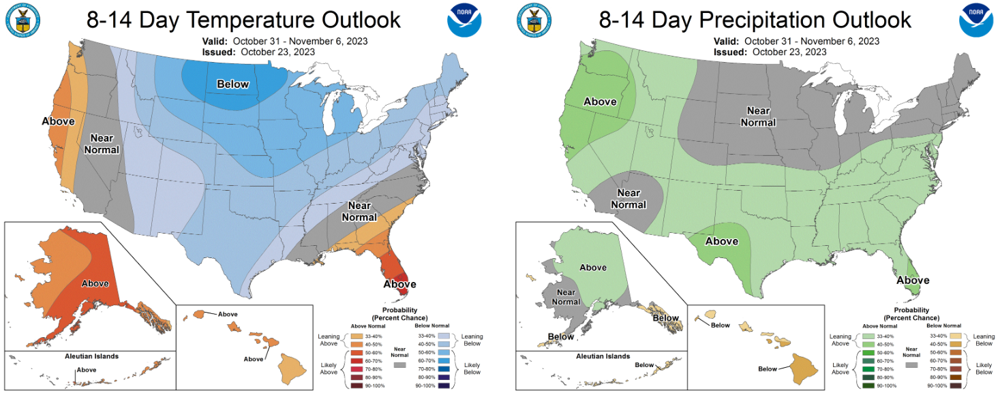 8-14 Day Temperature Outlook
Valid: October 31 - November 6, 2023
Issued: October 23, 2023
NOAA
Below
Above
Near
Normal
Near
Normal
Above
Above
Aleutian Islands
Above
Above
Above
Probability
(Percent Chance)
Above Normal
Below Normal
Leaning
Above
33-40%
40-50%
Likely
Above
50-60%
60-70%
70-80%
80-90%
90-100%
Near
Normal
33-40%
40-50%
Leaning
Below
50-60%
60-70%
70-80%
80-90%
90-100%
Likely
Below
8-14 Day Precipitation Outlook
Valid: October 31 - November 6, 2023
Issued: October 23, 2023
NOAA
Above
Near
Normal
Near
Normal
Above
Above
Above
Near
Normal
Below
Below
Aleutian Islands
Below
Below
Below
Probability
(Percent Chance)
Above Normal
Below Normal
Leaning
Above
33-40%
40-50%
Likely
Above
50-60%
60-70%
70-80%
80-90%
90-100%
Near
Normal
33-40%
40-50%
Leaning
Below
50-60%
60-70%
70-80%
80-90%
90-100%
Likely
Below